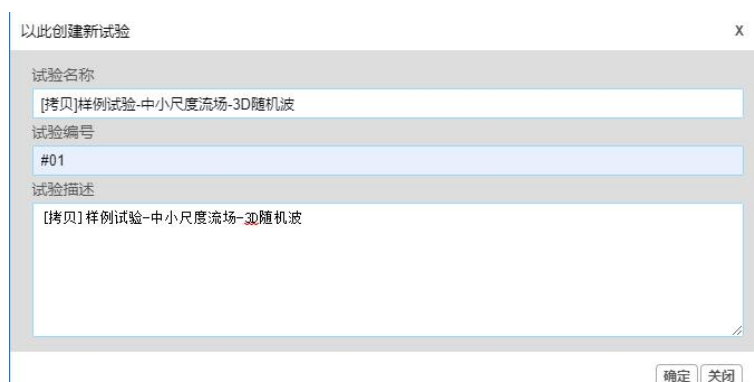 以此创建新试验
X
试验名称
[拷贝]样例试验-中小尺度流场-3D随机波
试验编号
#01
试验描述
[拷贝]样例试验-中小尺度流场-3D随机波
确定 关闭